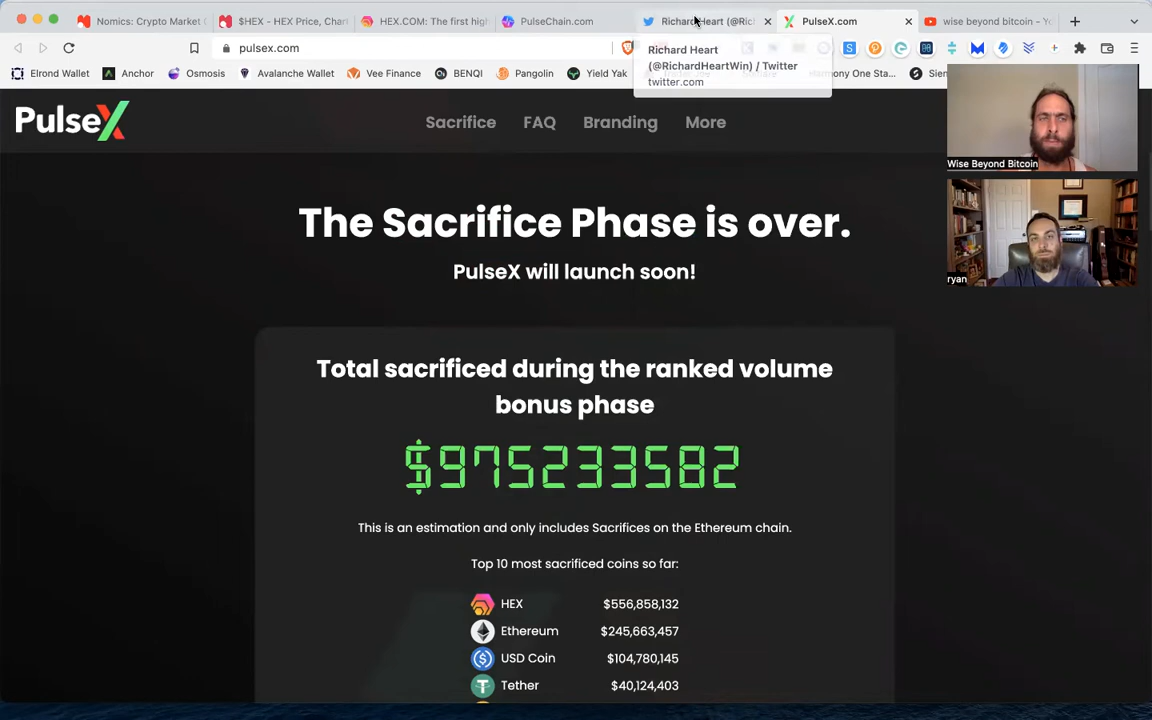 Nomics: Crypto Market
$HEX - HEX Price, Char
HEX.COM: The first hig
PulseChain.com
Richard Heart (@Ric
PulseX.com
wise beyond bitcoin - Yo
pulsex.com
Richard Heart
(@RichardHeartWin) / Twitter
twitter.com
Elrond Wallet
Anchor
Osmosis
Avalanche Wallet
Vee Finance
BENQI
Pangolin
Yield Yak
Harmony One Sta...
Sien
PulseX
Sacrifice
FAQ
Branding
More
Wise Beyond Bitcoin
ryan
The Sacrifice Phase is over.
PulseX will launch soon!
Total sacrificed during the ranked volume
bonus phase
$975233582
This is an estimation and only includes Sacrifices on the Ethereum chain.
Top 10 most sacrificed coins so far:
HEX $556,858,132
Ethereum $245,663,457
USD Coin $104,780,145
Tether $40,124,403